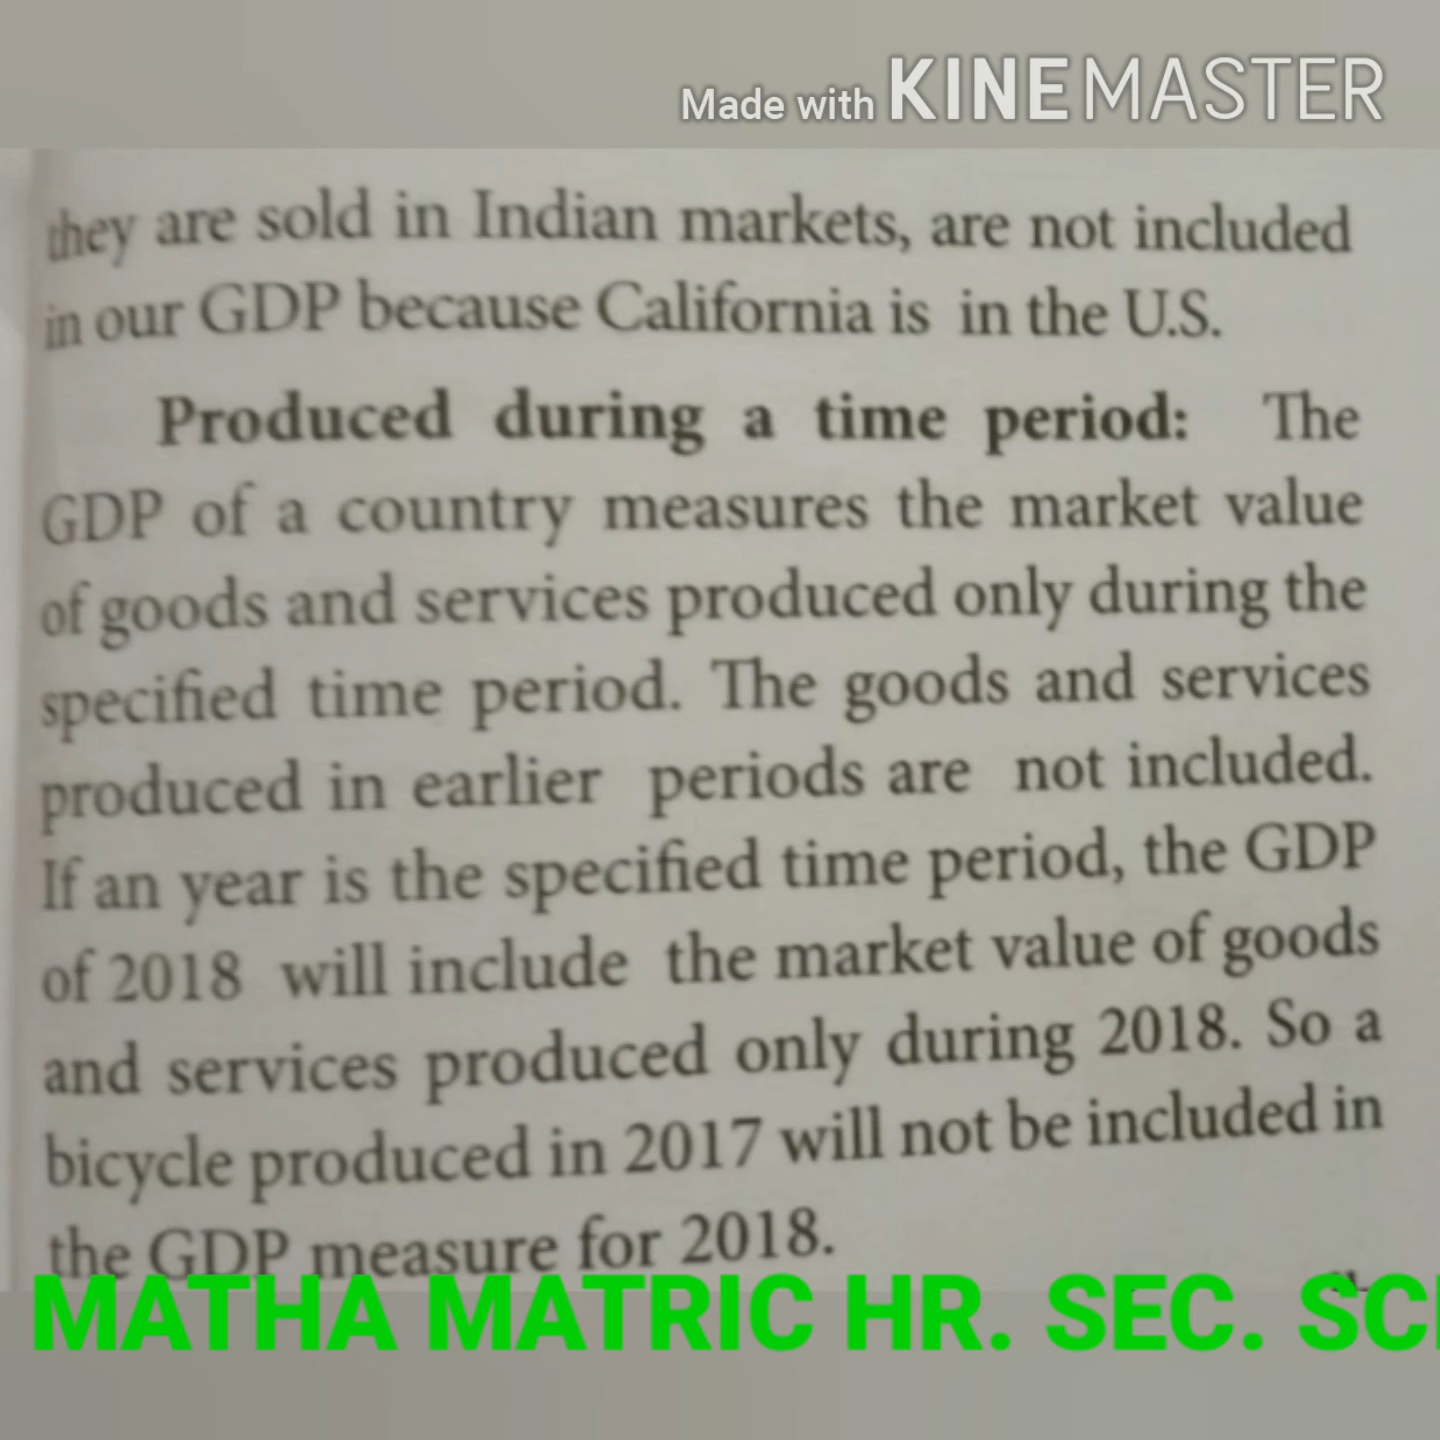 Made with KINEMASTER
they are sold in Indian markets, are not included
in our GDP because California is in the U.S.
Produced during a time period: The
GDP of a country measures the market value
of goods and services produced only during the
specified time period. The goods and services
produced in earlier periods are not included.
If an year is the specified time period, the GDP
of 2018 will include the market value of goods
and services produced only during 2018. So a
bicycle produced in 2017 will not be included in
the GDP measure for 2018.
MATHA MATRIC HR. SEC.